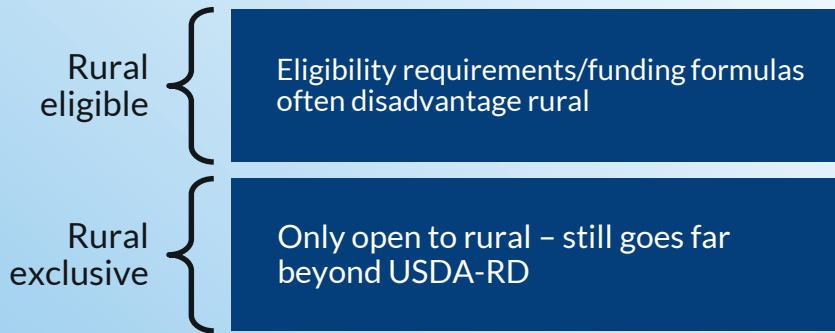 Rural
eligible
Eligibility requirements/funding formulas
often disadvantage rural
Rural
exclusive
Only open to rural – still goes far
beyond USDA-RD